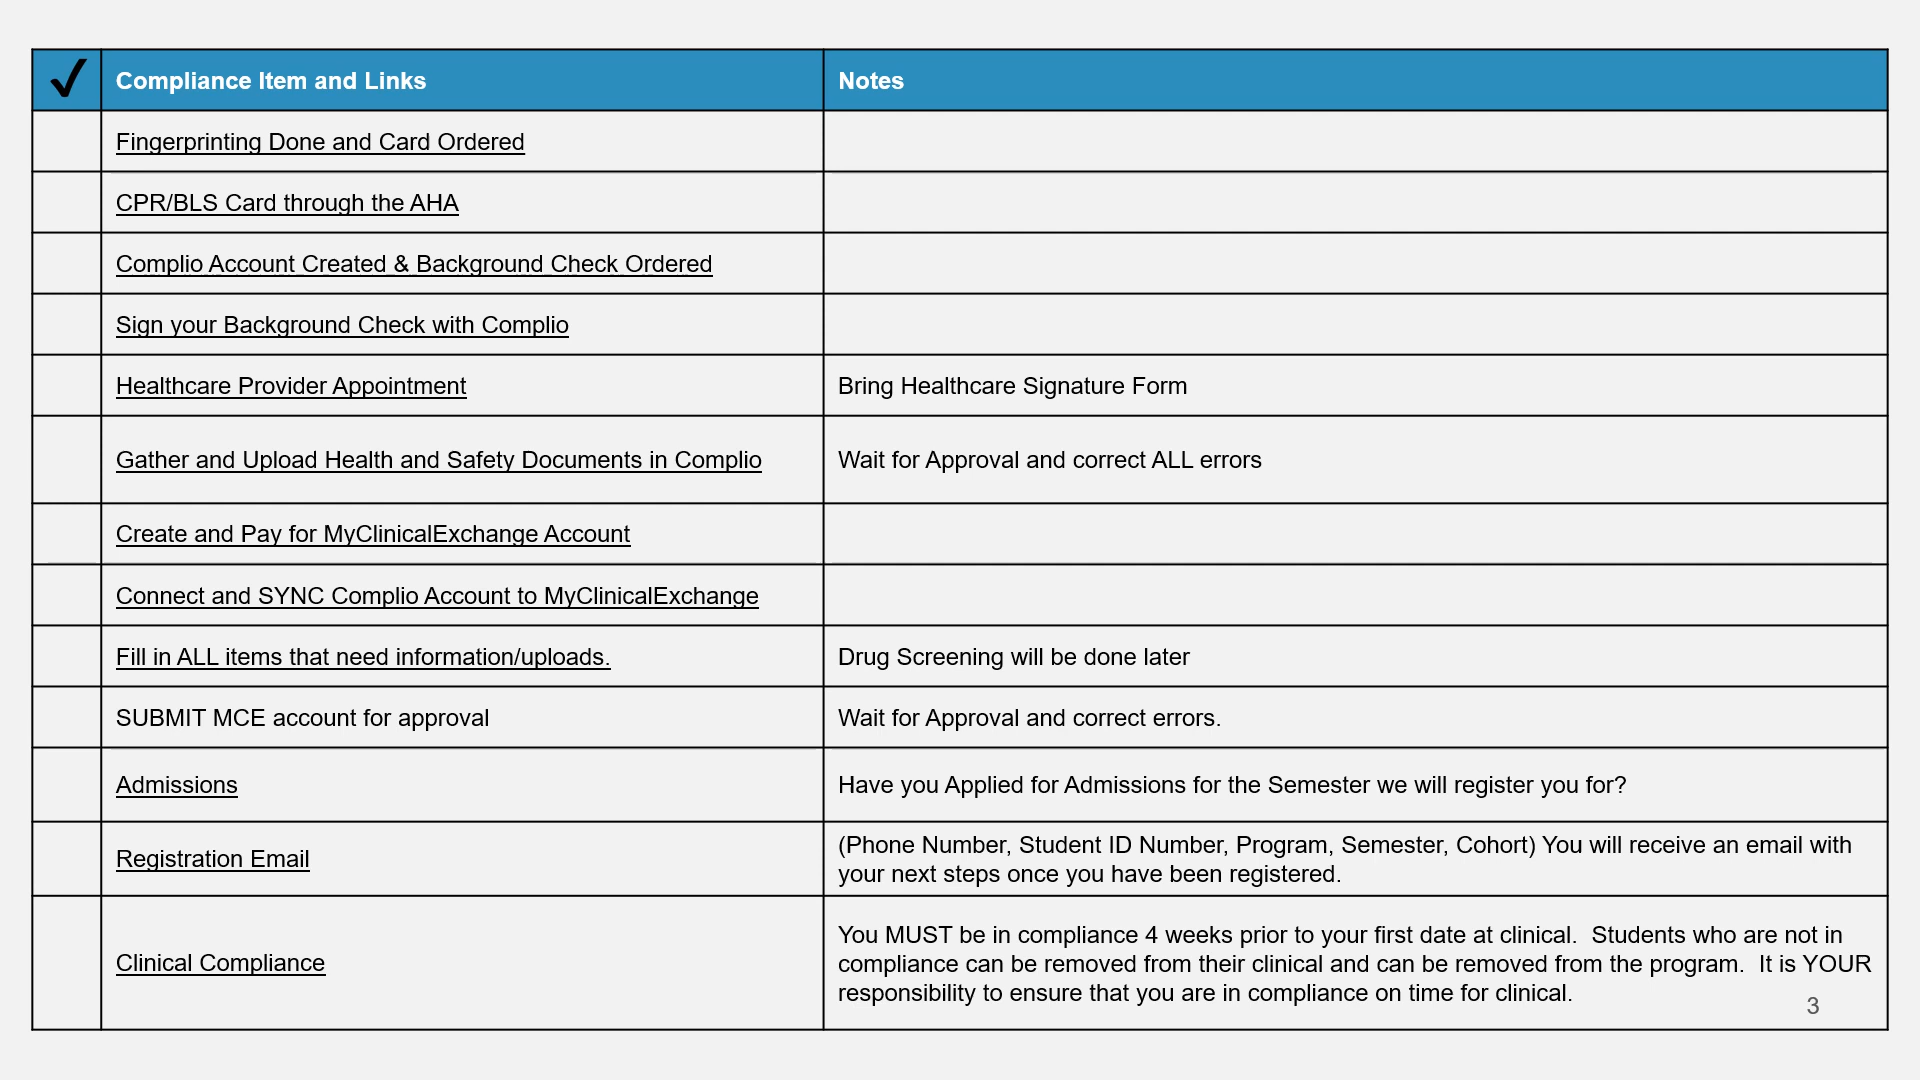 ✓ Compliance Item and Links Notes
Fingerprinting Done and Card Ordered
CPR/BLS Card through the AHA
Complio Account Created & Background Check Ordered
Sign your Background Check with Complio
Healthcare Provider Appointment Bring Healthcare Signature Form
Gather and Upload Health and Safety Documents in Complio Wait for Approval and correct ALL errors
Create and Pay for MyClinicalExchange Account
Connect and SYNC Complio Account to MyClinicalExchange
Fill in ALL items that need information/uploads. Drug Screening will be done later
SUBMIT MCE account for approval Wait for Approval and correct errors.
Admissions Have you Applied for Admissions for the Semester we will register you for?
Registration Email
(Phone Number, Student ID Number, Program, Semester, Cohort) You will receive an email with
your next steps once you have been registered.
Clinical Compliance
You MUST be in compliance 4 weeks prior to your first date at clinical.  Students who are not in
compliance can be removed from their clinical and can be removed from the program.  It is YOUR
responsibility to ensure that you are in compliance on time for clinical.
3